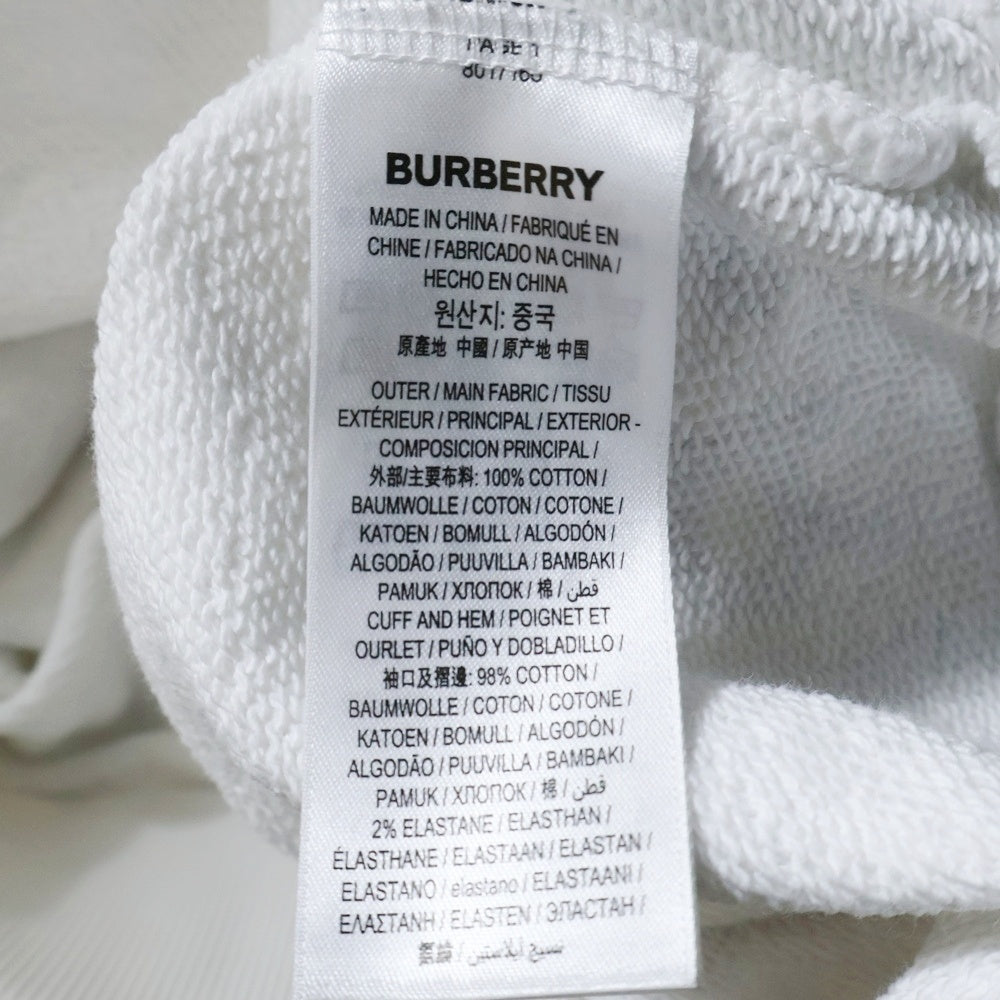 BURBERRY
MADE IN CHINA / FABRIQUÉ EN
CHINE / FABRICADO NA CHINA /
HECHO EN CHINA
원산지: 중국
原產地 中國 / 原产地 中国
OUTER / MAIN FABRIC / TISSU
EXTÉRIEUR / PRINCIPAL / EXTERIOR -
COMPOSICION PRINCIPAL /
外部/主要布料: 100% COTTON /
BAUMWOLLE / COTON / COTONE /
KATOEN / BOMULL / ALGODÓN /
ALGODÃO / PUUVILLA / BAMBAKI /
PAMUK / ХЛОПОК / 棉 / قطن
CUFF AND HEM / POIGNET ET
OURLET / PUÑO Y DOBLADILLO /
袖口及摺邊: 98% COTTON /
BAUMWOLLE / COTON / COTONE /
KATOEN / BOMULL / ALGODÓN /
ALGODÃO / PUUVILLA / BAMBAKI /
PAMUK / ХЛОПОК / 棉 / قطن
2% ELASTANE / ELASTHAN /
ÉLASTHANE / ELASTAAN / ELASTAN /
ELASTANO / elastano / ELASTAANI /
ΕΛΑΣΤΑΝΗ / ELASTEN / ЭЛАСТАН /
/ نسيج ايلاستين